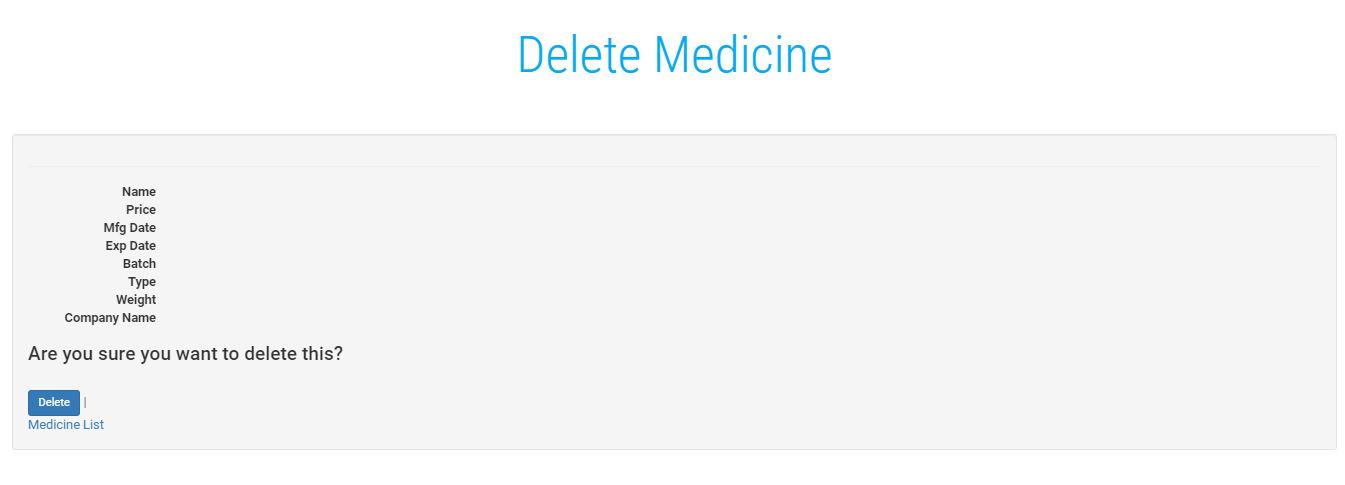 Delete Medicine
Name
Price
Mfg Date
Exp Date
Batch
Type
Weight
Company Name
Are you sure you want to delete this?
Delete |
Medicine List